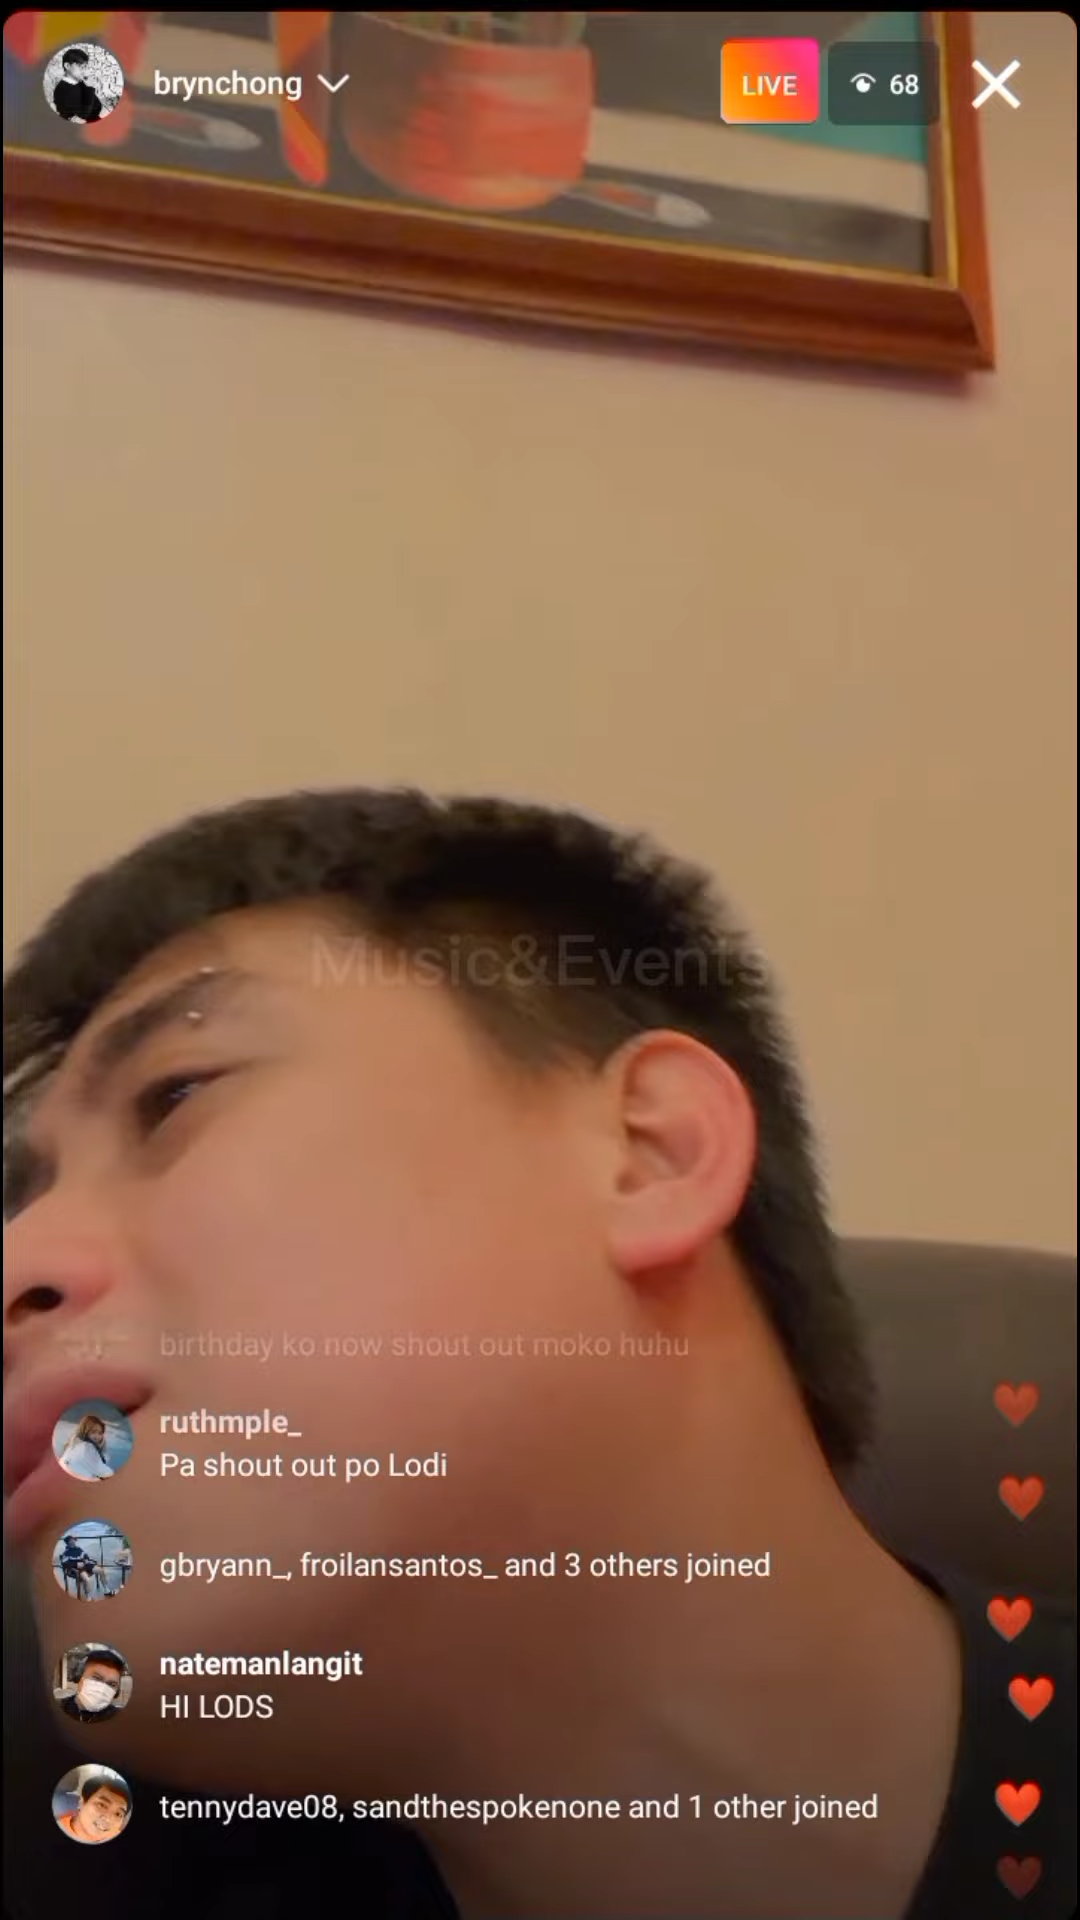 brynchong
LIVE
68
Music&Events
birthday ko now shout out moko huhu
ruthmple_
Pa shout out po Lodi
gbryann_, froilansantos_ and 3 others joined
natemanlangit
HI LODS
tennydave08, sandthespokenone and 1 other joined